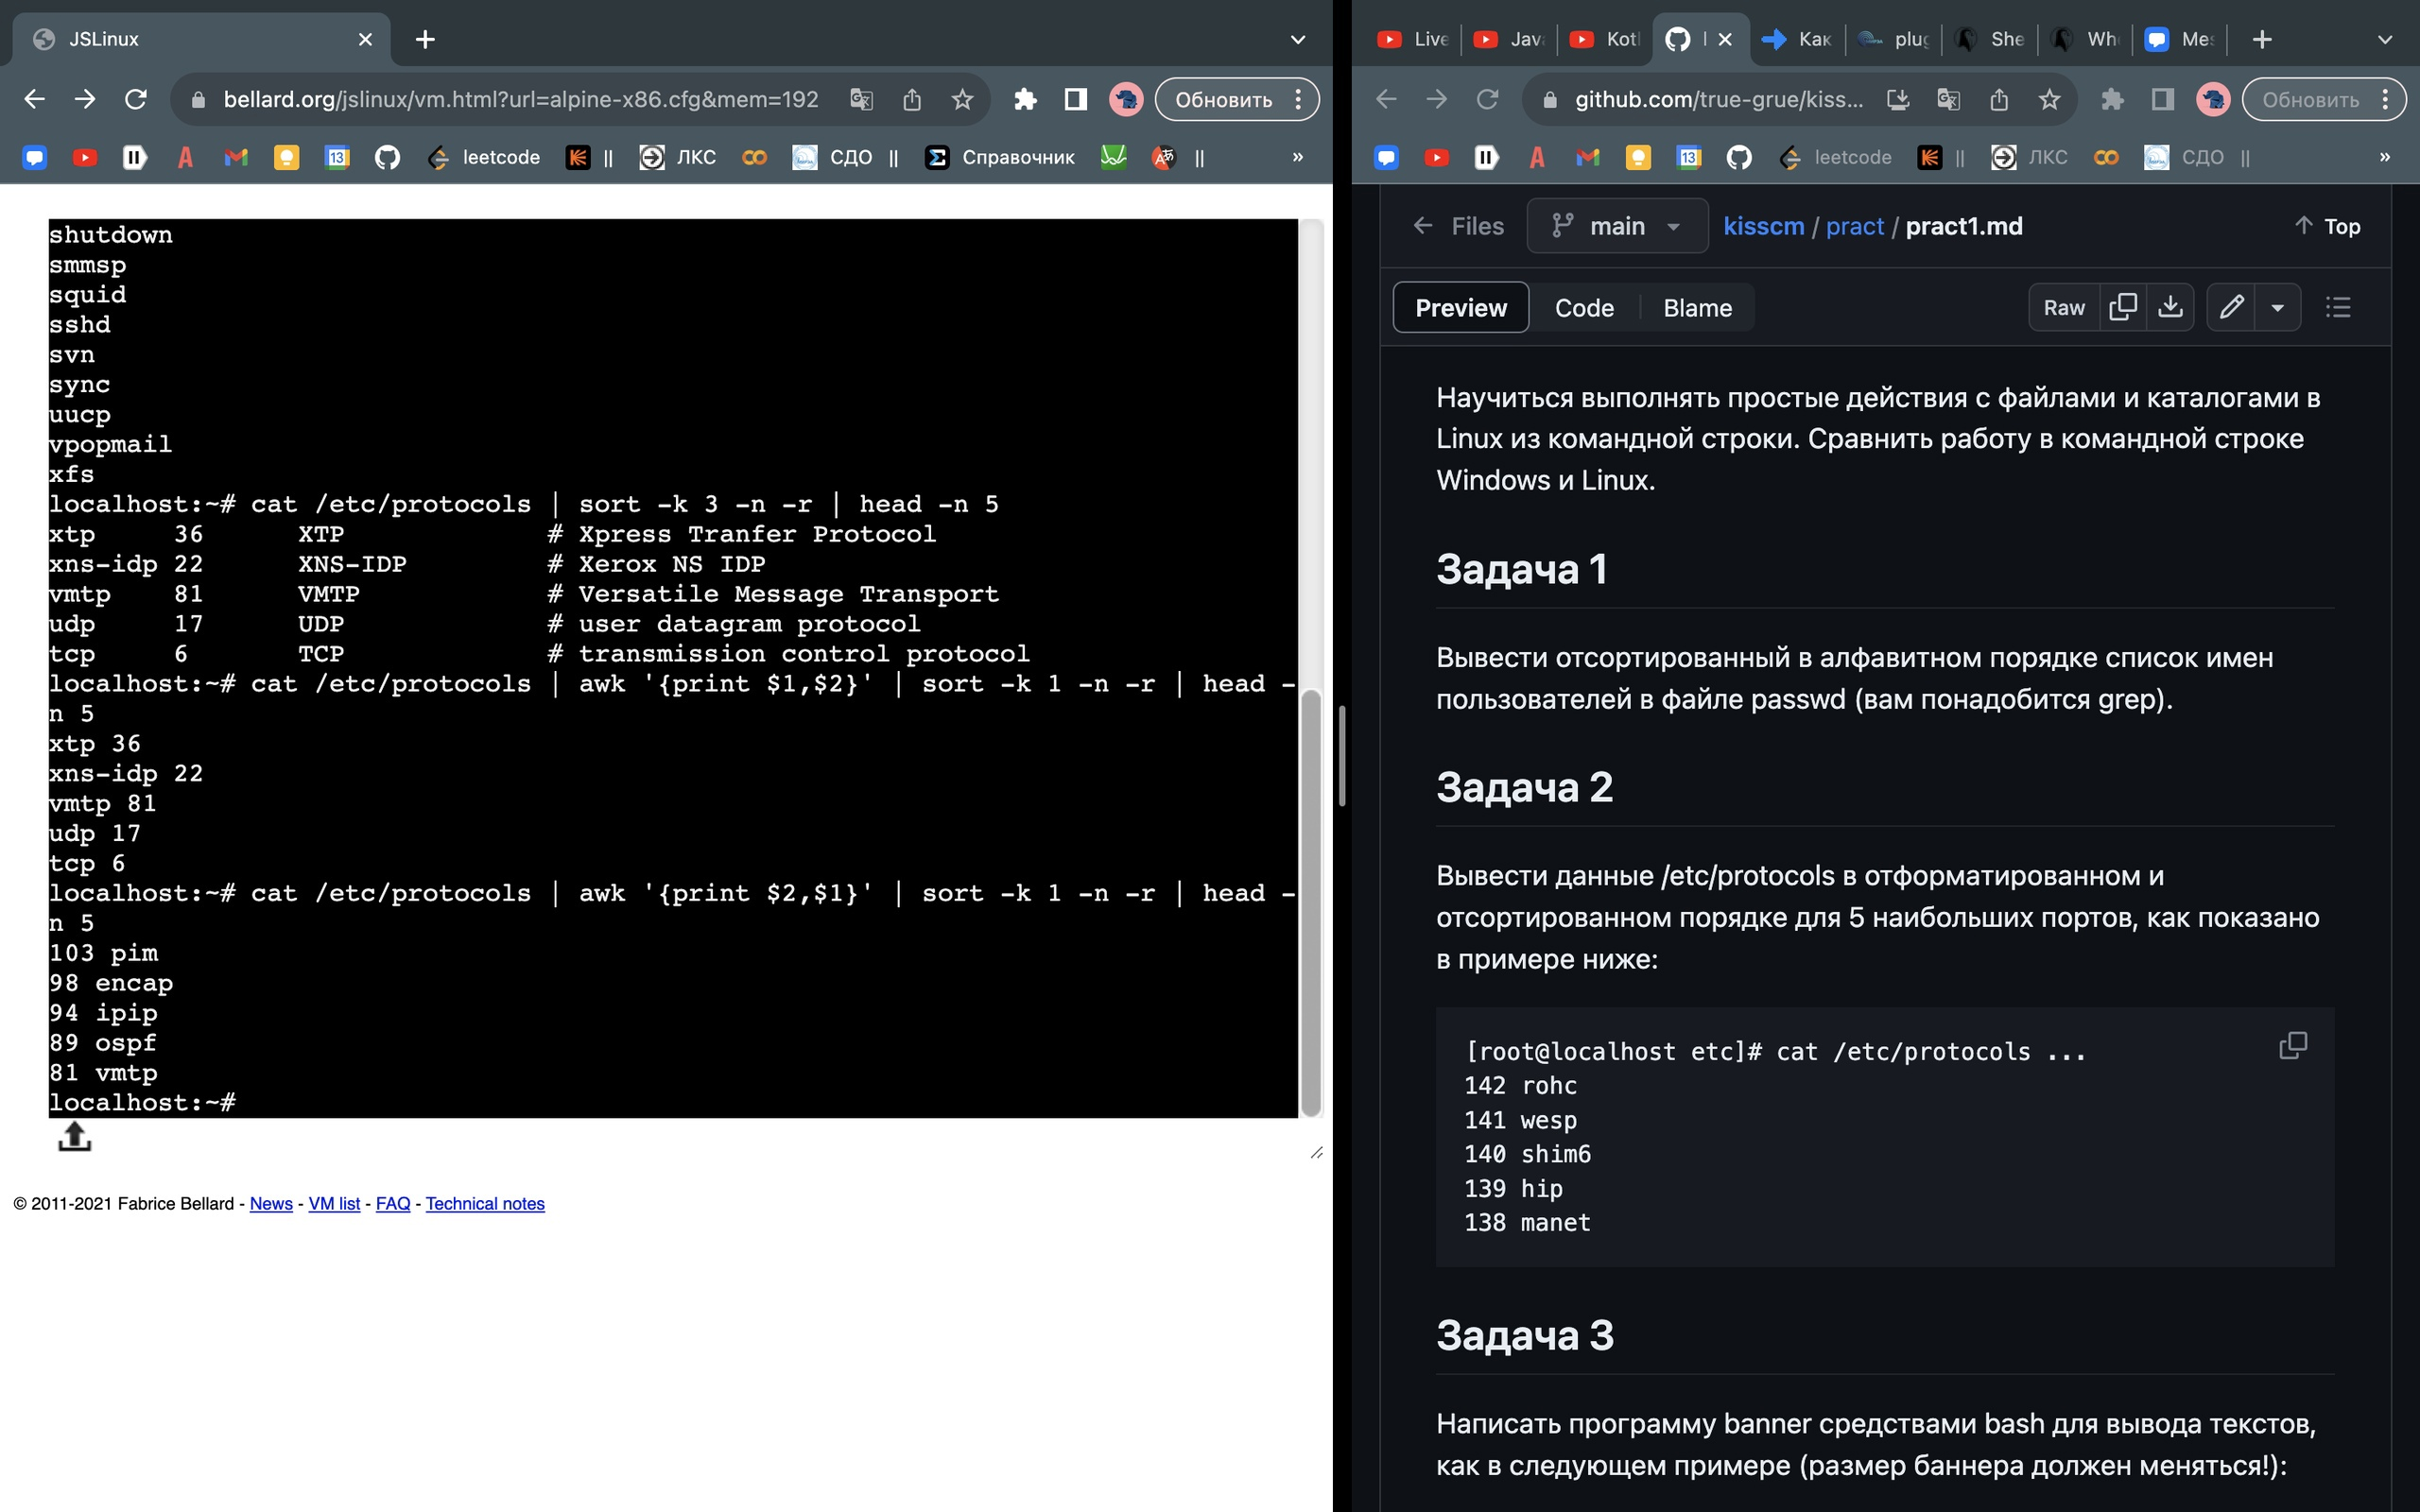 JSLinux
bellard.org/jslinux/vm.html?url=alpine-x86.cfg&mem=192
Обновить
13
leetcode
||
ЛКС
СДО
||
Справочник
||
»
shutdown
smmsp
squid
sshd
svn
sync
uucp
vpopmail
xfs
localhost:~# cat /etc/protocols | sort -k 3 -n -r | head -n 5
xtp 36 XTP # Xpress Tranfer Protocol
xns-idp 22 XNS-IDP # Xerox NS IDP
vmtp 81 VMTP # Versatile Message Transport
udp 17 UDP # user datagram protocol
tcp 6 TCP # transmission control protocol
localhost:~# cat /etc/protocols | awk '{print $1,$2}' | sort -k 1 -n -r | head -
n 5
xtp 36
xns-idp 22
vmtp 81
udp 17
tcp 6
localhost:~# cat /etc/protocols | awk '{print $2,$1}' | sort -k 1 -n -r | head -
n 5
103 pim
98 encap
94 ipip
89 ospf
81 vmtp
localhost:~#
© 2011-2021 Fabrice Bellard - News - VM list - FAQ - Technical notes
Live
Jav
Kot
Как
plug
She
Wh
Mes
github.com/true-grue/kiss...
Обновить
13
leetcode
||
ЛКС
СДО
||
»
Files
main
kisscm / pract / pract1.md
Top
Preview
Code
Blame
Raw
Научиться выполнять простые действия с файлами и каталогами в
Linux из командной строки. Сравнить работу в командной строке
Windows и Linux.
Задача 1
Вывести отсортированный в алфавитном порядке список имен
пользователей в файле passwd (вам понадобится grep).
Задача 2
Вывести данные /etc/protocols в отформатированном и
отсортированном порядке для 5 наибольших портов, как показано
в примере ниже:
[root@localhost etc]# cat /etc/protocols ...
142 rohc
141 wesp
140 shim6
139 hip
138 manet
Задача 3
Написать программу banner средствами bash для вывода текстов,
как в следующем примере (размер баннера должен меняться!):